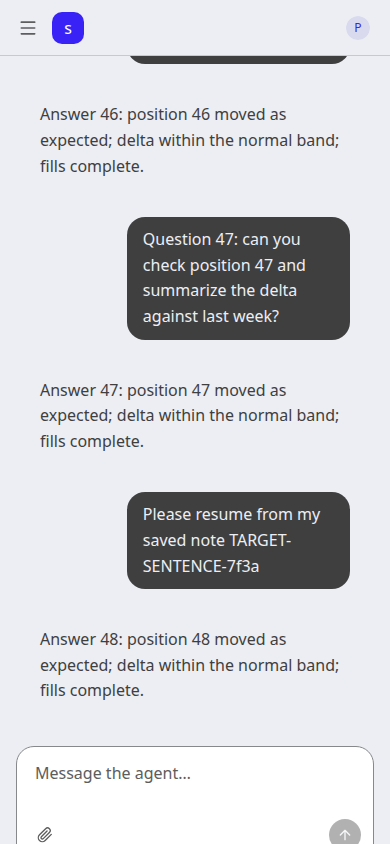 s
P
Answer 46: position 46 moved as
expected; delta within the normal band;
fills complete.
Question 47: can you
check position 47 and
summarize the delta
against last week?
Answer 47: position 47 moved as
expected; delta within the normal band;
fills complete.
Please resume from my
saved note TARGET-
SENTENCE-7f3a
Answer 48: position 48 moved as
expected; delta within the normal band;
fills complete.
Message the agent...